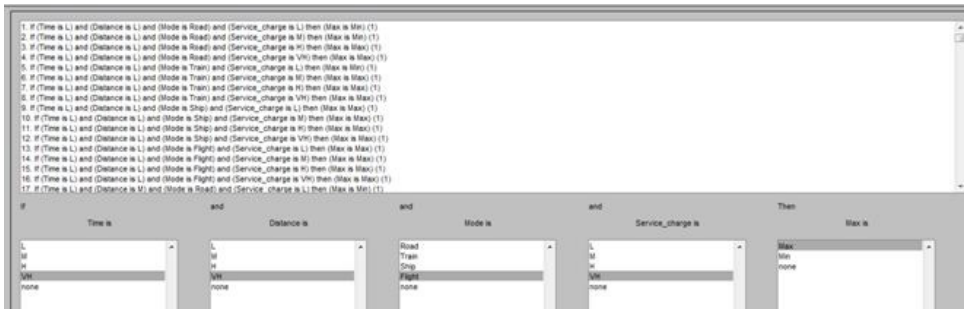 1. If (Time is L) and (Distance is L) and (Mode is Road) and (Service_charge is L) then (Max is Min) (1)
2. If (Time is L) and (Distance is L) and (Mode is Road) and (Service_charge is M) then (Max is Min) (1)
3. If (Time is L) and (Distance is L) and (Mode is Road) and (Service_charge is H) then (Max is Max) (1)
4. If (Time is L) and (Distance is L) and (Mode is Road) and (Service_charge is VH) then (Max is Max) (1)
5. If (Time is L) and (Distance is L) and (Mode is Train) and (Service_charge is L) then (Max is Min) (1)
6. If (Time is L) and (Distance is L) and (Mode is Train) and (Service_charge is M) then (Max is Max) (1)
7. If (Time is L) and (Distance is L) and (Mode is Train) and (Service_charge is H) then (Max is Max) (1)
8. If (Time is L) and (Distance is L) and (Mode is Train) and (Service_charge is VH) then (Max is Max) (1)
9. If (Time is L) and (Distance is L) and (Mode is Ship) and (Service_charge is L) then (Max is Max) (1)
10. If (Time is L) and (Distance is L) and (Mode is Ship) and (Service_charge is M) then (Max is Max) (1)
11. If (Time is L) and (Distance is L) and (Mode is Ship) and (Service_charge is H) then (Max is Max) (1)
12. If (Time is L) and (Distance is L) and (Mode is Ship) and (Service_charge is VH) then (Max is Max) (1)
13. If (Time is L) and (Distance is L) and (Mode is Flight) and (Service_charge is L) then (Max is Max) (1)
14. If (Time is L) and (Distance is L) and (Mode is Flight) and (Service_charge is M) then (Max is Max) (1)
15. If (Time is L) and (Distance is L) and (Mode is Flight) and (Service_charge is H) then (Max is Max) (1)
16. If (Time is L) and (Distance is L) and (Mode is Flight) and (Service_charge is VH) then (Max is Max) (1)
17. If (Time is L) and (Distance is M) and (Mode is Road) and (Service_charge is L) then (Max is Min) (1)
If and and and Then
Time is Distance is Mode is Service_charge is Max is
L L Road L Max
M M Train M Min
H H Ship H none
VH VH Flight VH
none none none none